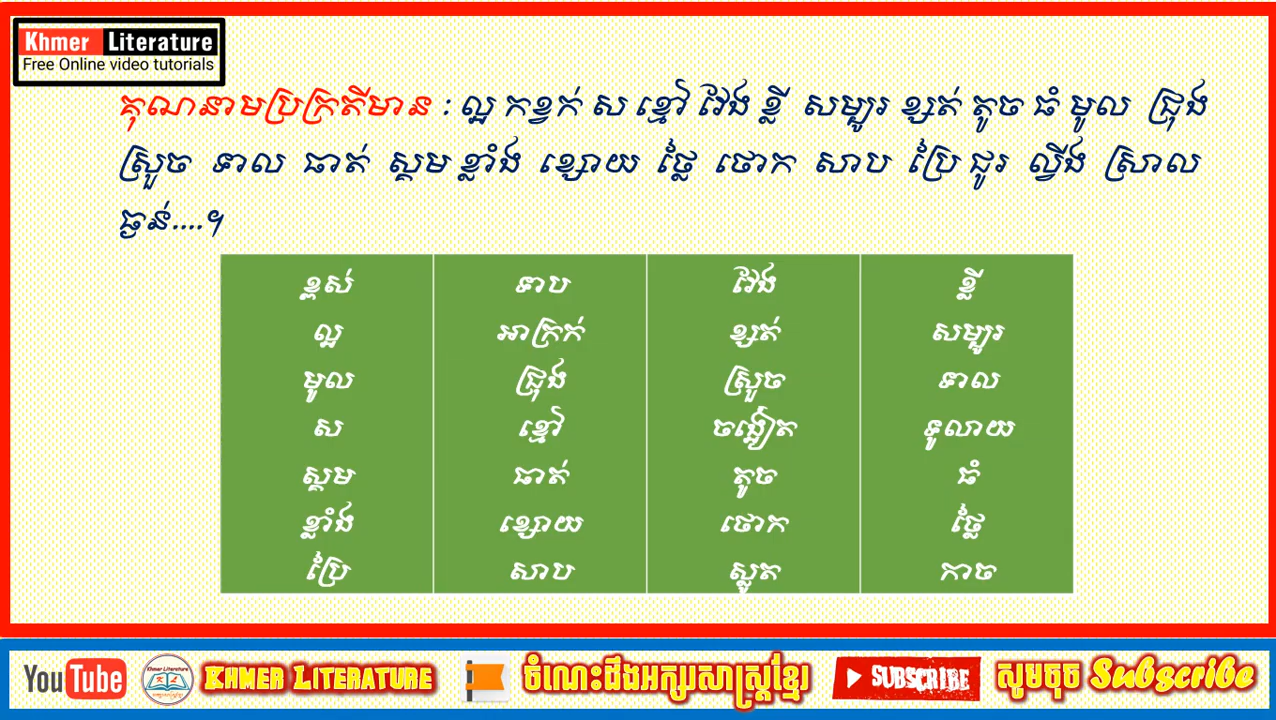 Khmer Literature
Free Online video tutorials
គុណនាមប្រក្រតីមាន : ល្អ កខ្វក់ ស ខ្មៅ វែង ខ្លី សម្បូរ ខ្សត់ តូច ធំ មូល ជ្រុង
ស្រួច ទាល ធាត់ ស្គម ខ្លាំង ខ្សោយ ថ្លៃ ថោក សាប ប្រៃ ជូរ ល្វីង ស្រាល
ធ្ងន់....។
ខ្ពស់ ទាប វែង ខ្លី
ល្អ អាក្រក់ ខ្សត់ សម្បូរ
មូល ជ្រុង ស្រួច ទាល
ស ខ្មៅ ចង្អៀត ទូលាយ
ស្គម ធាត់ តូច ធំ
ខ្លាំង ខ្សោយ ថោក ថ្លៃ
ប្រៃ សាប ស្លូត កាច
YouTube Khmer Literature KHMER LITERATURE ចំណេះដឹងអក្សរសាស្ត្រខ្មែរ SUBSCRIBE សូមចុច Subscribe